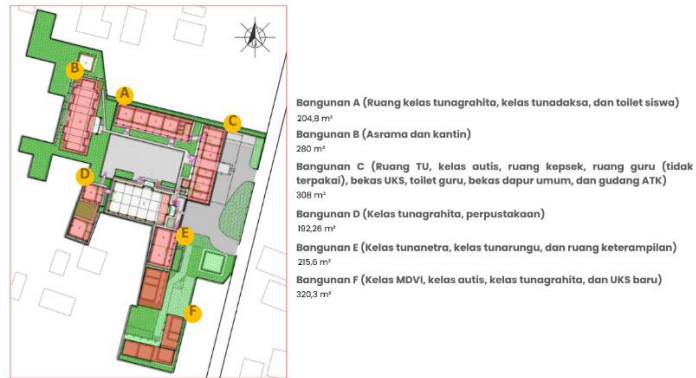 B
A
C
D
E
F
Bangunan A (Ruang kelas tunagrahita, kelas tunadaksa, dan toilet siswa)
204,8 m²
Bangunan B (Asrama dan kantin)
280 m²
Bangunan C (Ruang TU, kelas autis, ruang kepsek, ruang guru (tidak
terpakai), bekas UKS, toilet guru, bekas dapur umum, dan gudang ATK)
308 m²
Bangunan D (Kelas tunagrahita, perpustakaan)
192,26 m²
Bangunan E (Kelas tunanetra, kelas tunarungu, dan ruang keterampilan)
215,6 m²
Bangunan F (Kelas MDVI, kelas autis, kelas tunagrahita, dan UKS baru)
320,3 m²